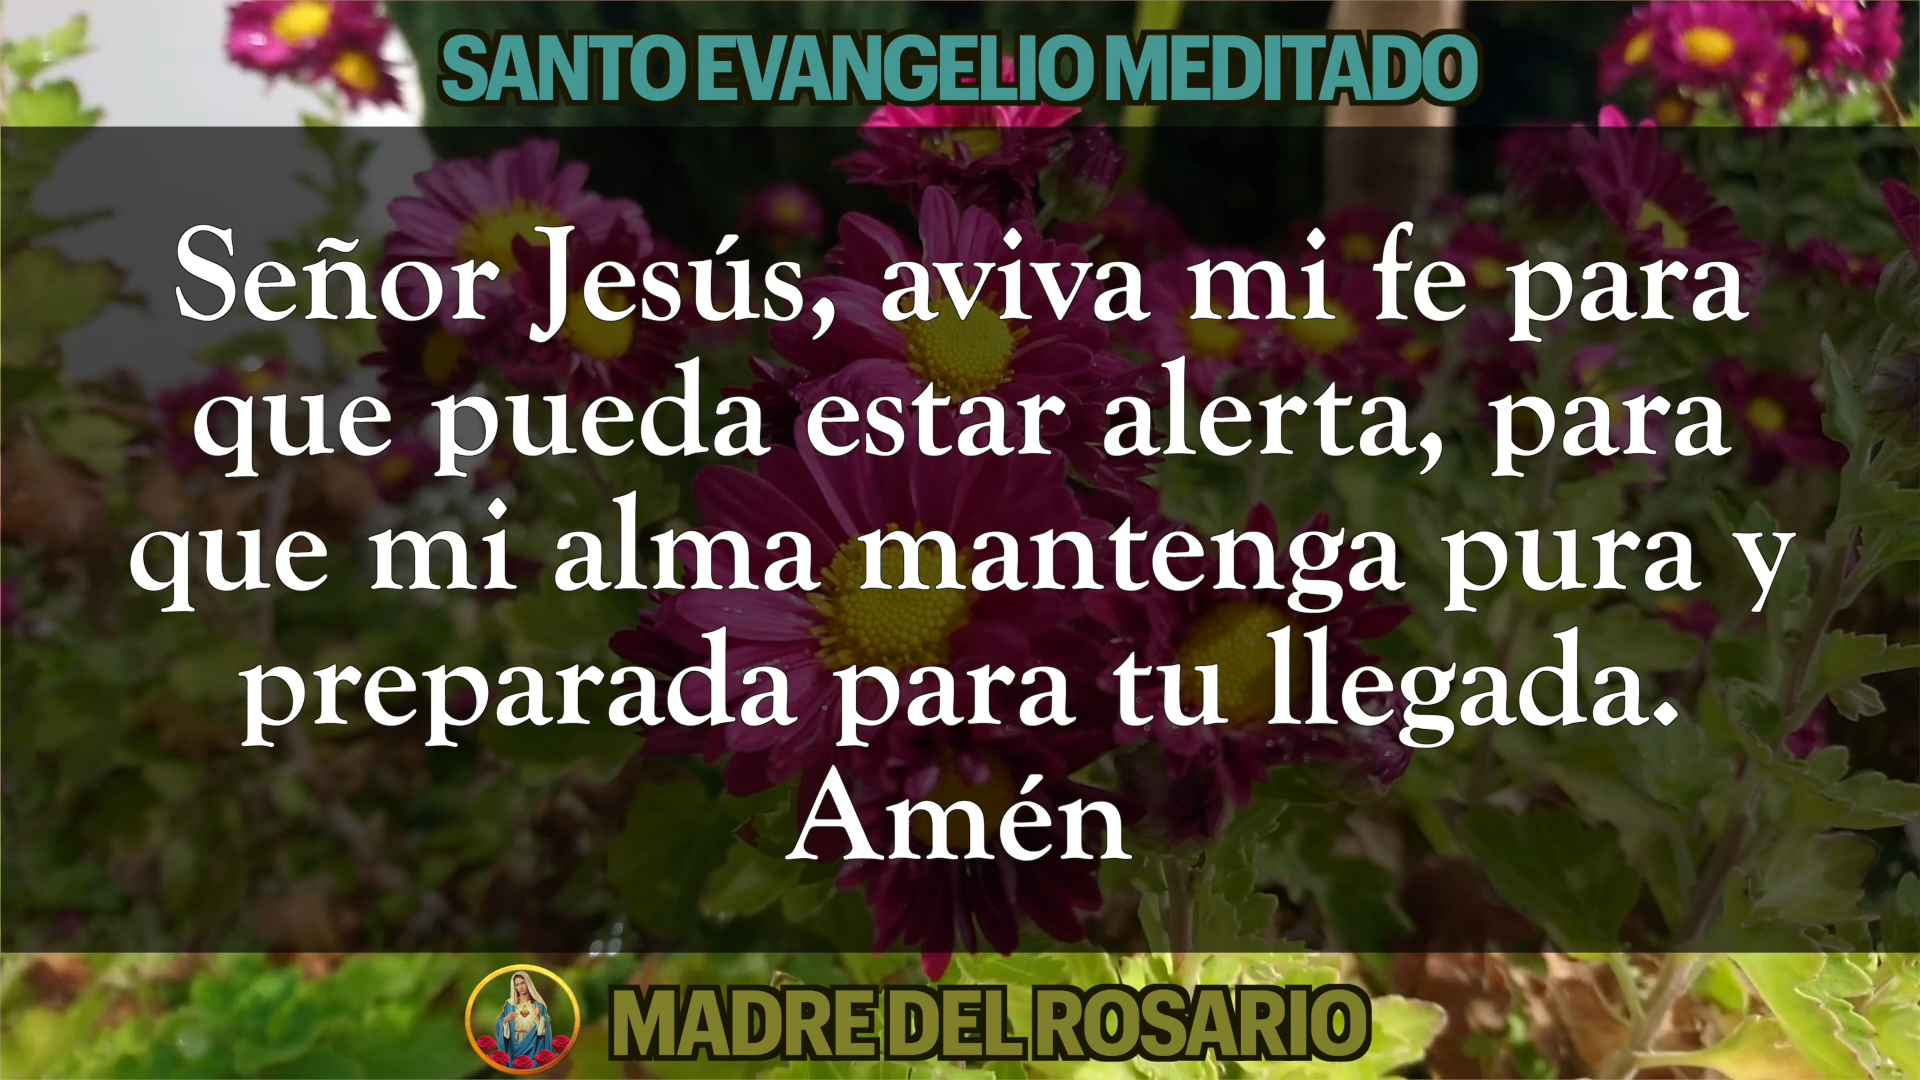 SANTO EVANGELIO MEDITADO
Señor Jesús, aviva mi fe para
que pueda estar alerta, para
que mi alma mantenga pura y
preparada para tu llegada.
Amén
MADRE DEL ROSARIO